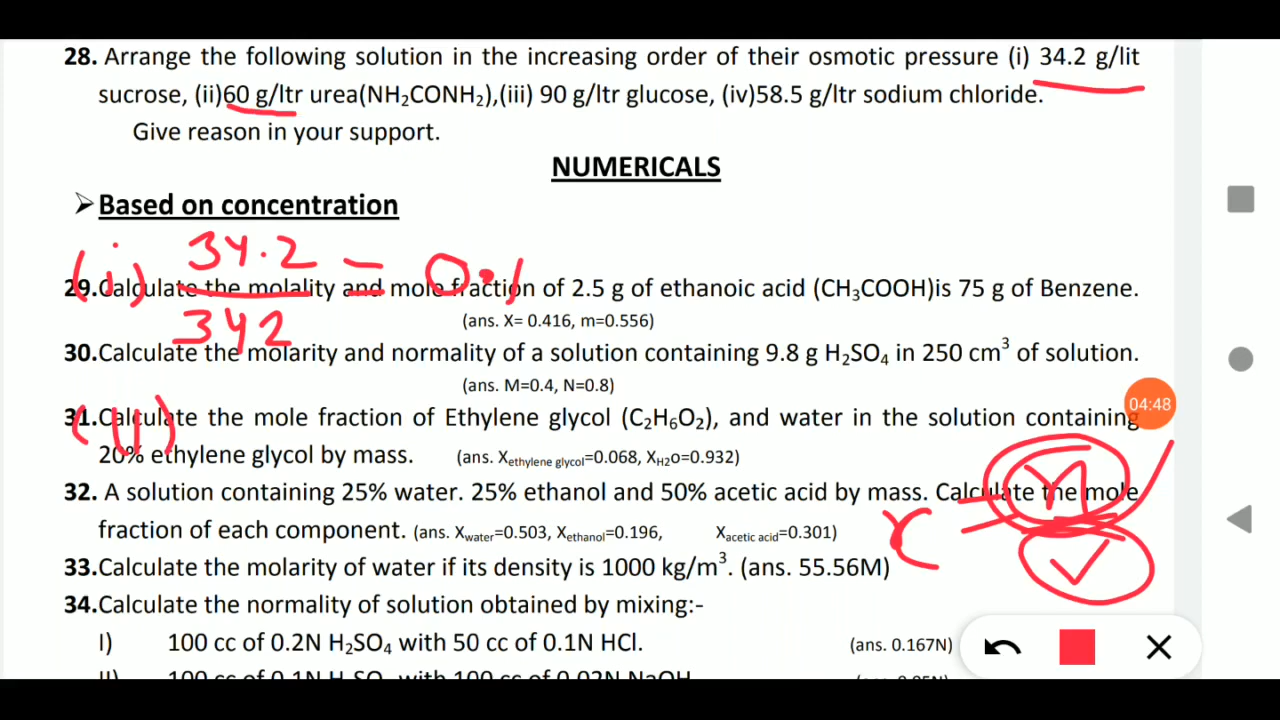 28. Arrange the following solution in the increasing order of their osmotic pressure (i) 34.2 g/lit
sucrose, (ii)60 g/ltr urea(NH₂CONH₂),(iii) 90 g/ltr glucose, (iv)58.5 g/ltr sodium chloride.
Give reason in your support.
NUMERICALS
➢ Based on concentration
(i) 34.2 = 0.1
342
29.Calculate the molality and mole fraction of 2.5 g of ethanoic acid (CH₃COOH)is 75 g of Benzene.
(ans. X= 0.416, m=0.556)
30.Calculate the molarity and normality of a solution containing 9.8 g H₂SO₄ in 250 cm³ of solution.
(ans. M=0.4, N=0.8)
(ii)
31.Calculate the mole fraction of Ethylene glycol (C₂H₆O₂), and water in the solution containing
04:48
20% ethylene glycol by mass. (ans. Xethylene glycol=0.068, XH₂O=0.932)
32. A solution containing 25% water. 25% ethanol and 50% acetic acid by mass. Calculate the mole
fraction of each component. (ans. Xwater=0.503, Xethanol=0.196, Xacetic acid=0.301)
C = n
V
33.Calculate the molarity of water if its density is 1000 kg/m³. (ans. 55.56M)
34.Calculate the normality of solution obtained by mixing:-
I) 100 cc of 0.2N H₂SO₄ with 50 cc of 0.1N HCl. (ans. 0.167N)